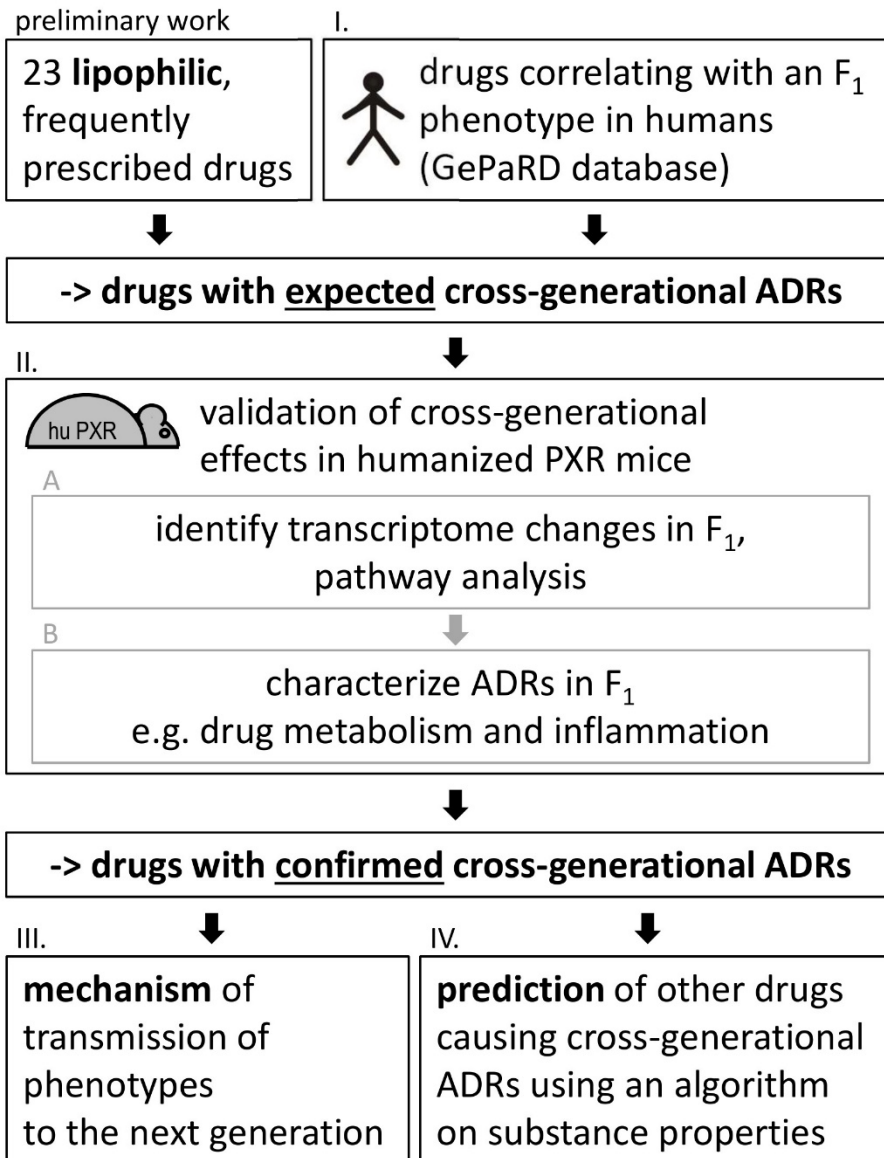 preliminary work
23 lipophilic,
frequently
prescribed drugs
I.
drugs correlating with an F₁
phenotype in humans
(GePaRD database)
-> drugs with expected cross-generational ADRs
II.
hu PXR
validation of cross-generational
effects in humanized PXR mice
A
identify transcriptome changes in F₁,
pathway analysis
B
characterize ADRs in F₁
e.g. drug metabolism and inflammation
-> drugs with confirmed cross-generational ADRs
III.
mechanism of
transmission of
phenotypes
to the next generation
IV.
prediction of other drugs
causing cross-generational
ADRs using an algorithm
on substance properties